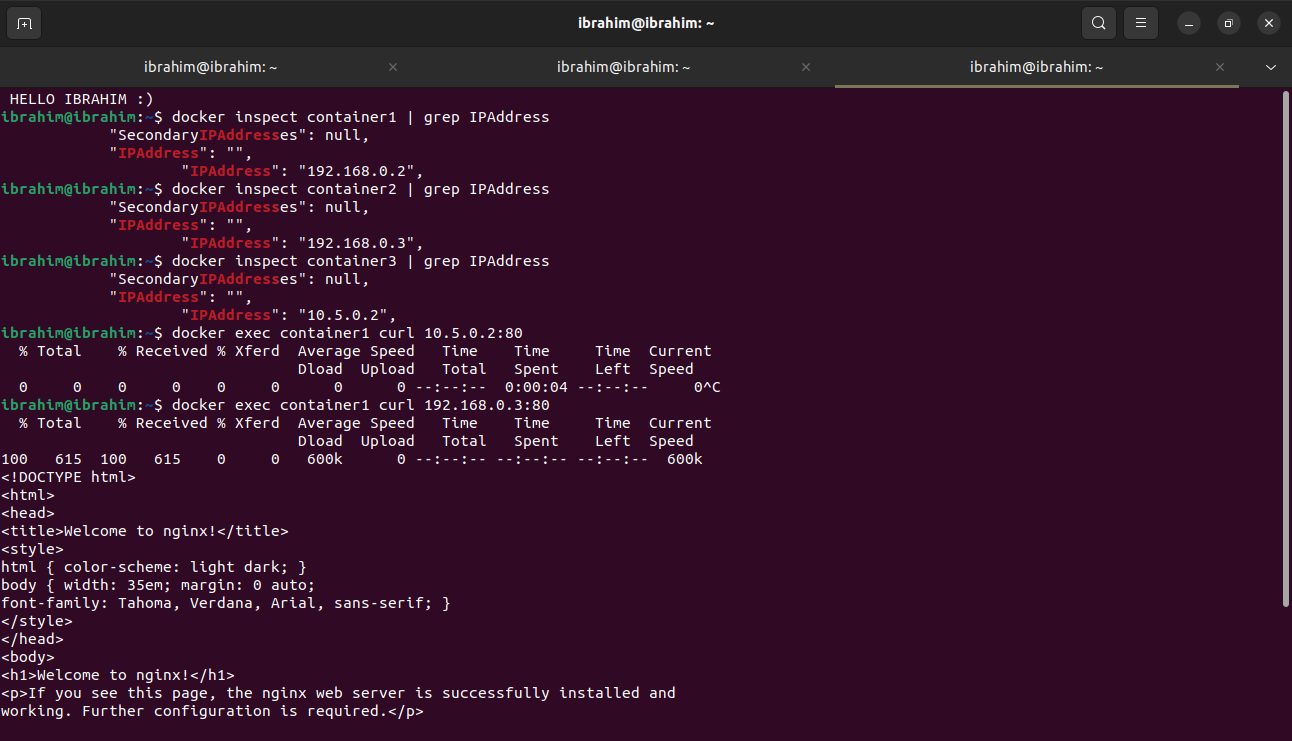 ibrahim@ibrahim: ~
ibrahim@ibrahim: ~ ibrahim@ibrahim: ~ ibrahim@ibrahim: ~
 HELLO IBRAHIM :)
ibrahim@ibrahim:~$ docker inspect container1 | grep IPAddress
            "SecondaryIPAddresses": null,
            "IPAddress": "",
                    "IPAddress": "192.168.0.2",
ibrahim@ibrahim:~$ docker inspect container2 | grep IPAddress
            "SecondaryIPAddresses": null,
            "IPAddress": "",
                    "IPAddress": "192.168.0.3",
ibrahim@ibrahim:~$ docker inspect container3 | grep IPAddress
            "SecondaryIPAddresses": null,
            "IPAddress": "",
                    "IPAddress": "10.5.0.2",
ibrahim@ibrahim:~$ docker exec container1 curl 10.5.0.2:80
  % Total    % Received % Xferd  Average Speed   Time    Time     Time  Current
                                 Dload  Upload   Total   Spent    Left  Speed
  0     0    0     0    0     0      0      0 --:--:--  0:00:04 --:--:--     0^C
ibrahim@ibrahim:~$ docker exec container1 curl 192.168.0.3:80
  % Total    % Received % Xferd  Average Speed   Time    Time     Time  Current
                                 Dload  Upload   Total   Spent    Left  Speed
100   615  100   615    0     0   600k      0 --:--:-- --:--:-- --:--:--  600k
<!DOCTYPE html>
<html>
<head>
<title>Welcome to nginx!</title>
<style>
html { color-scheme: light dark; }
body { width: 35em; margin: 0 auto;
font-family: Tahoma, Verdana, Arial, sans-serif; }
</style>
</head>
<body>
<h1>Welcome to nginx!</h1>
<p>If you see this page, the nginx web server is successfully installed and
working. Further configuration is required.</p>